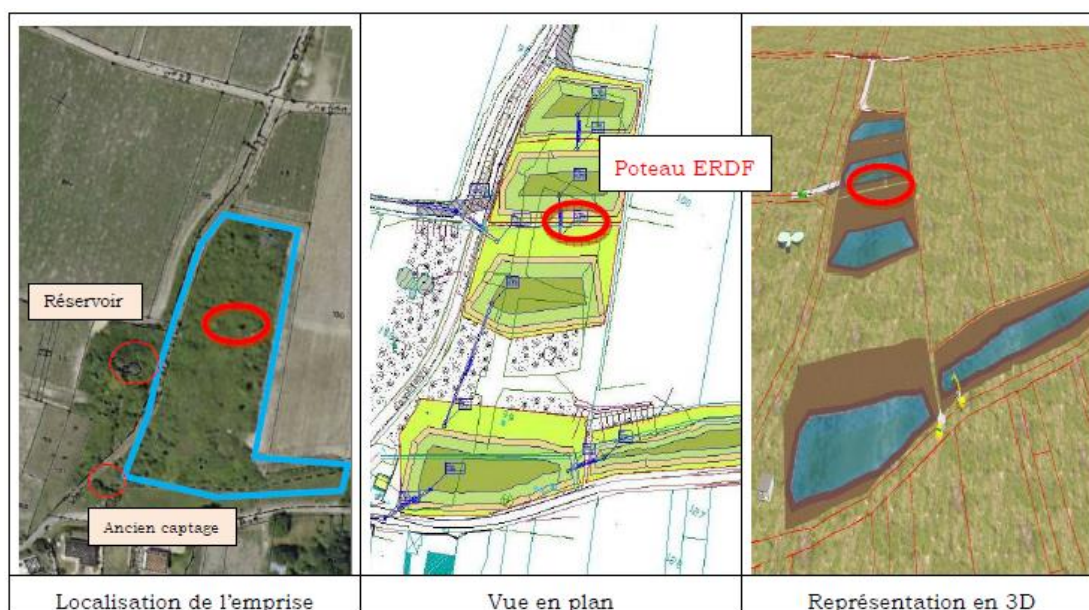 Réservoir
Ancien captage
Poteau ERDF
Localisation de l'emprise
Vue en plan
Représentation en 3D